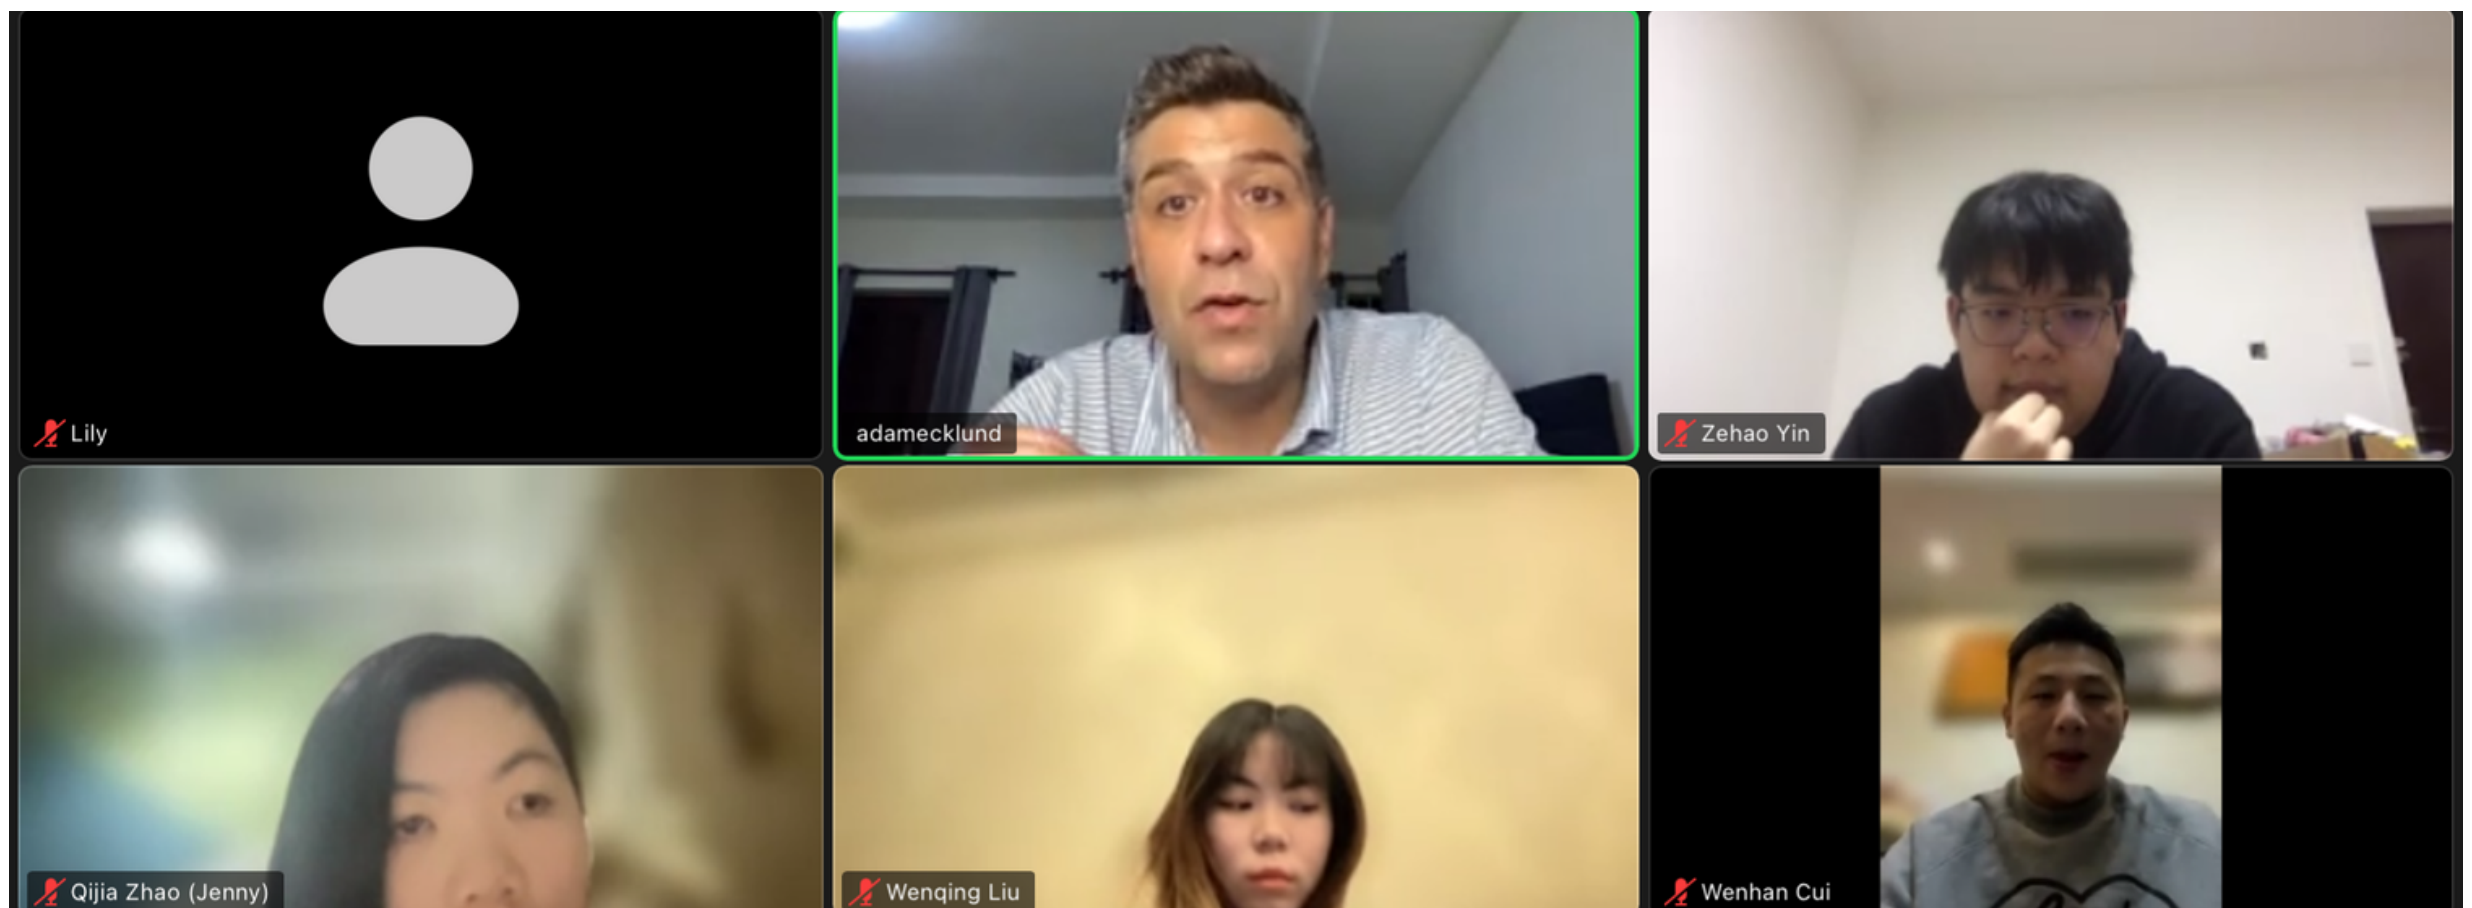 Lily
adamecklund
Zehao Yin
Qijia Zhao (Jenny)
Wenqing Liu
Wenhan Cui